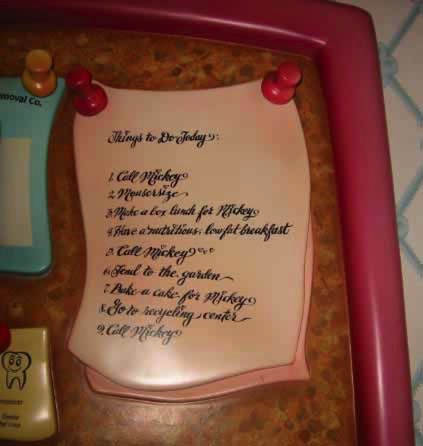 moval Co.
Things to Do Today:
1. Call Mickey
2. Mousersize
3. Make a box lunch for Mickey
4. Have a nutritious, lowfat breakfast
5. Call Mickey
6. Tend to the garden
7. Bake a cake for Mickey
8. Go to recycling center
9. Call Mickey